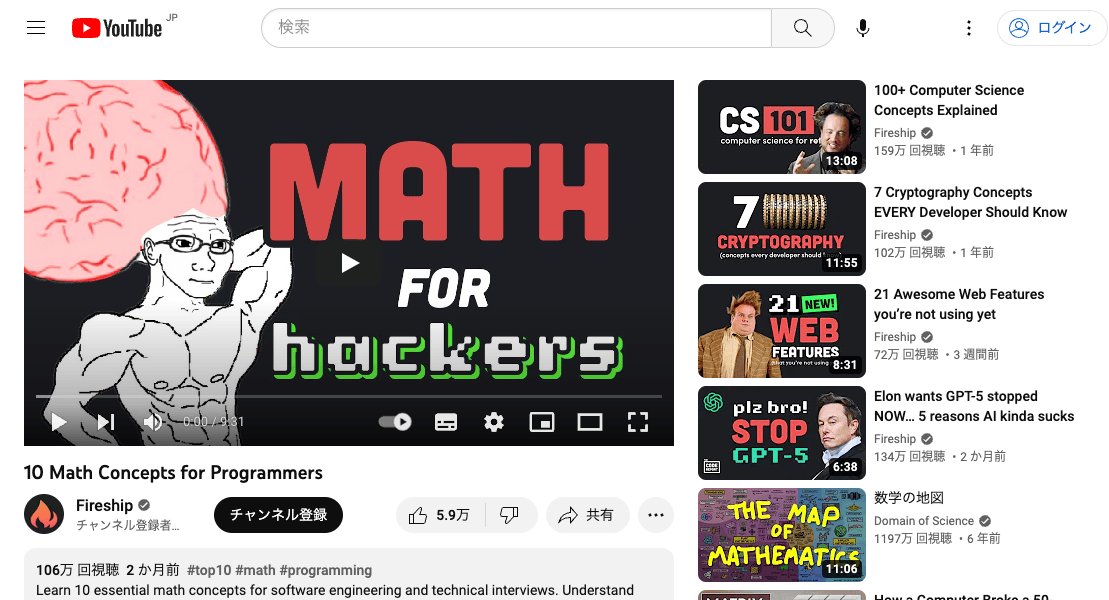 YouTube JP
検索
ログイン
MATH
FOR
hackers
0:00 / 9:31
10 Math Concepts for Programmers
Fireship
チャンネル登録者…
チャンネル登録
5.9万
共有
106万 回視聴 2 か月前 #top10 #math #programming
Learn 10 essential math concepts for software engineering and technical interviews. Understand
CS 101
computer science for
13:08
100+ Computer Science
Concepts Explained
Fireship
159万 回視聴 ・1 年前
7
CRYPTOGRAPHY
(concepts every developer should
11:55
7 Cryptography Concepts
EVERY Developer Should Know
Fireship
102万 回視聴 ・1 年前
21 NEW!
WEB
FEATURES
that you're not using
8:31
21 Awesome Web Features
you’re not using yet
Fireship
72万 回視聴 ・3 週間前
plz bro!
STOP
GPT-5
CODE
REPORT
6:38
Elon wants GPT-5 stopped
NOW… 5 reasons AI kinda sucks
Fireship
134万 回視聴 ・2 か月前
THE MAP
OF
MATHEMATICS
11:06
数学の地図
Domain of Science
1197万 回視聴 ・6 年前
How a Computer Broke a 50-